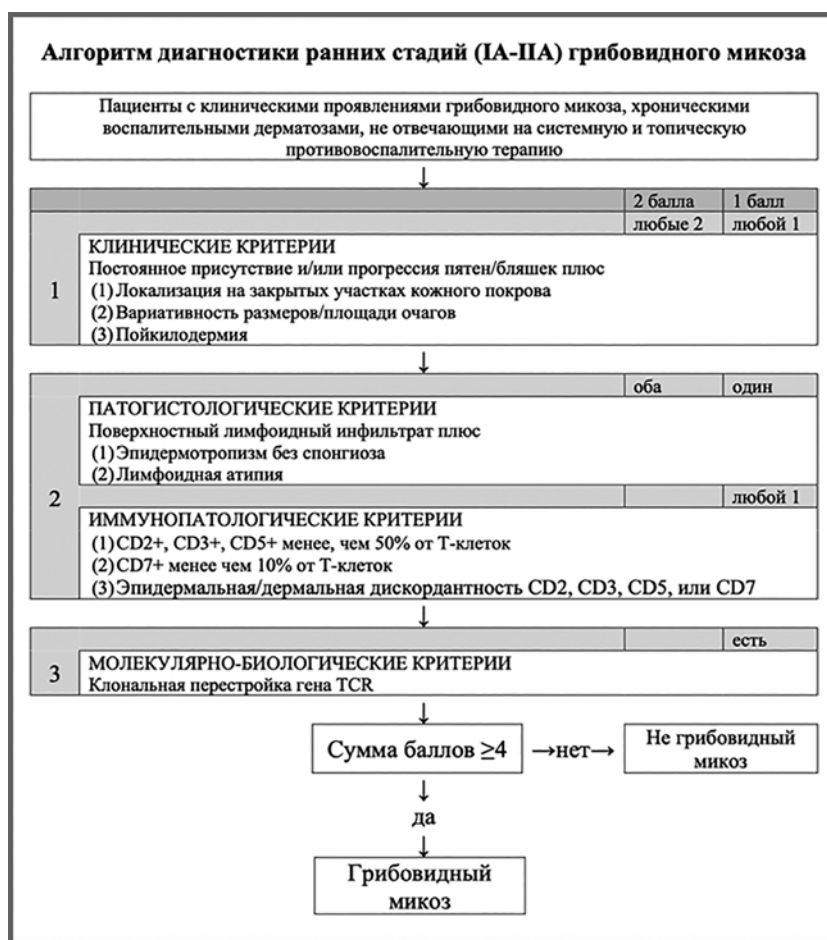 Алгоритм диагностики ранних стадий (IA-IIA) грибовидного микоза
Пациенты с клиническими проявлениями грибовидного микоза, хроническими
воспалительными дерматозами, не отвечающими на системную и топическую
противовоспалительную терапию
↓
2 балла 1 балл
любые 2 любой 1
1
КЛИНИЧЕСКИЕ КРИТЕРИИ
Постоянное присутствие и/или прогрессия пятен/бляшек плюс
(1) Локализация на закрытых участках кожного покрова
(2) Вариативность размеров/площади очагов
(3) Пойкилодермия
↓
оба один
2
ПАТОГИСТОЛОГИЧЕСКИЕ КРИТЕРИИ
Поверхностный лимфоидный инфильтрат плюс
(1) Эпидермотропизм без спонгиоза
(2) Лимфоидная атипия
любой 1
ИММУНОПАТОЛОГИЧЕСКИЕ КРИТЕРИИ
(1) CD2+, CD3+, CD5+ менее, чем 50% от Т-клеток
(2) CD7+ менее чем 10% от Т-клеток
(3) Эпидермальная/дермальная дискордантность CD2, CD3, CD5, или CD7
↓
есть
3
МОЛЕКУЛЯРНО-БИОЛОГИЧЕСКИЕ КРИТЕРИИ
Клональная перестройка гена TCR
↓
Сумма баллов ≥4 →нет→ Не грибовидный
микоз
↓
да
↓
Грибовидный
микоз